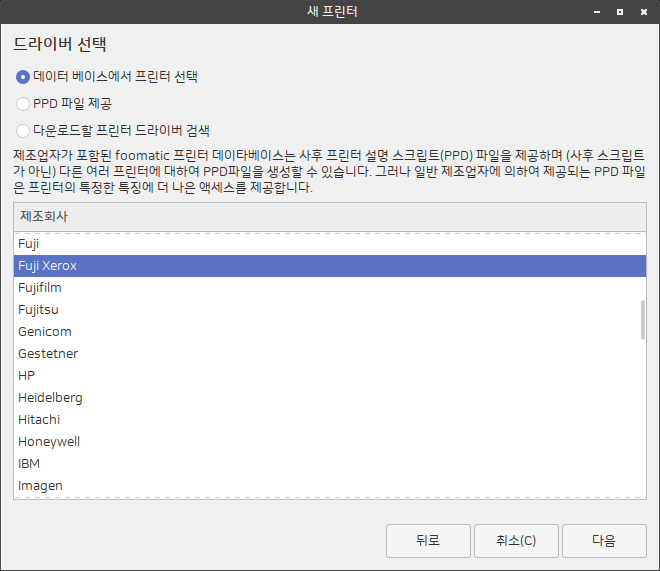 새 프린터
드라이버 선택
데이터 베이스에서 프린터 선택
PPD 파일 제공
다운로드할 프린터 드라이버 검색
제조업자가 포함된 foomatic 프린터 데이타베이스는 사후 프린터 설명 스크립트(PPD) 파일을 제공하며 (사후 스크립트
가 아닌) 다른 여러 프린터에 대하여 PPD파일을 생성할 수 있습니다. 그러나 일반 제조업자에 의하여 제공되는 PPD 파일
은 프린터의 특정한 특징에 더 나은 액세스를 제공합니다.
제조회사
Fuji
Fuji Xerox
Fujifilm
Fujitsu
Genicom
Gestetner
HP
Heidelberg
Hitachi
Honeywell
IBM
Imagen
뒤로 취소(C) 다음